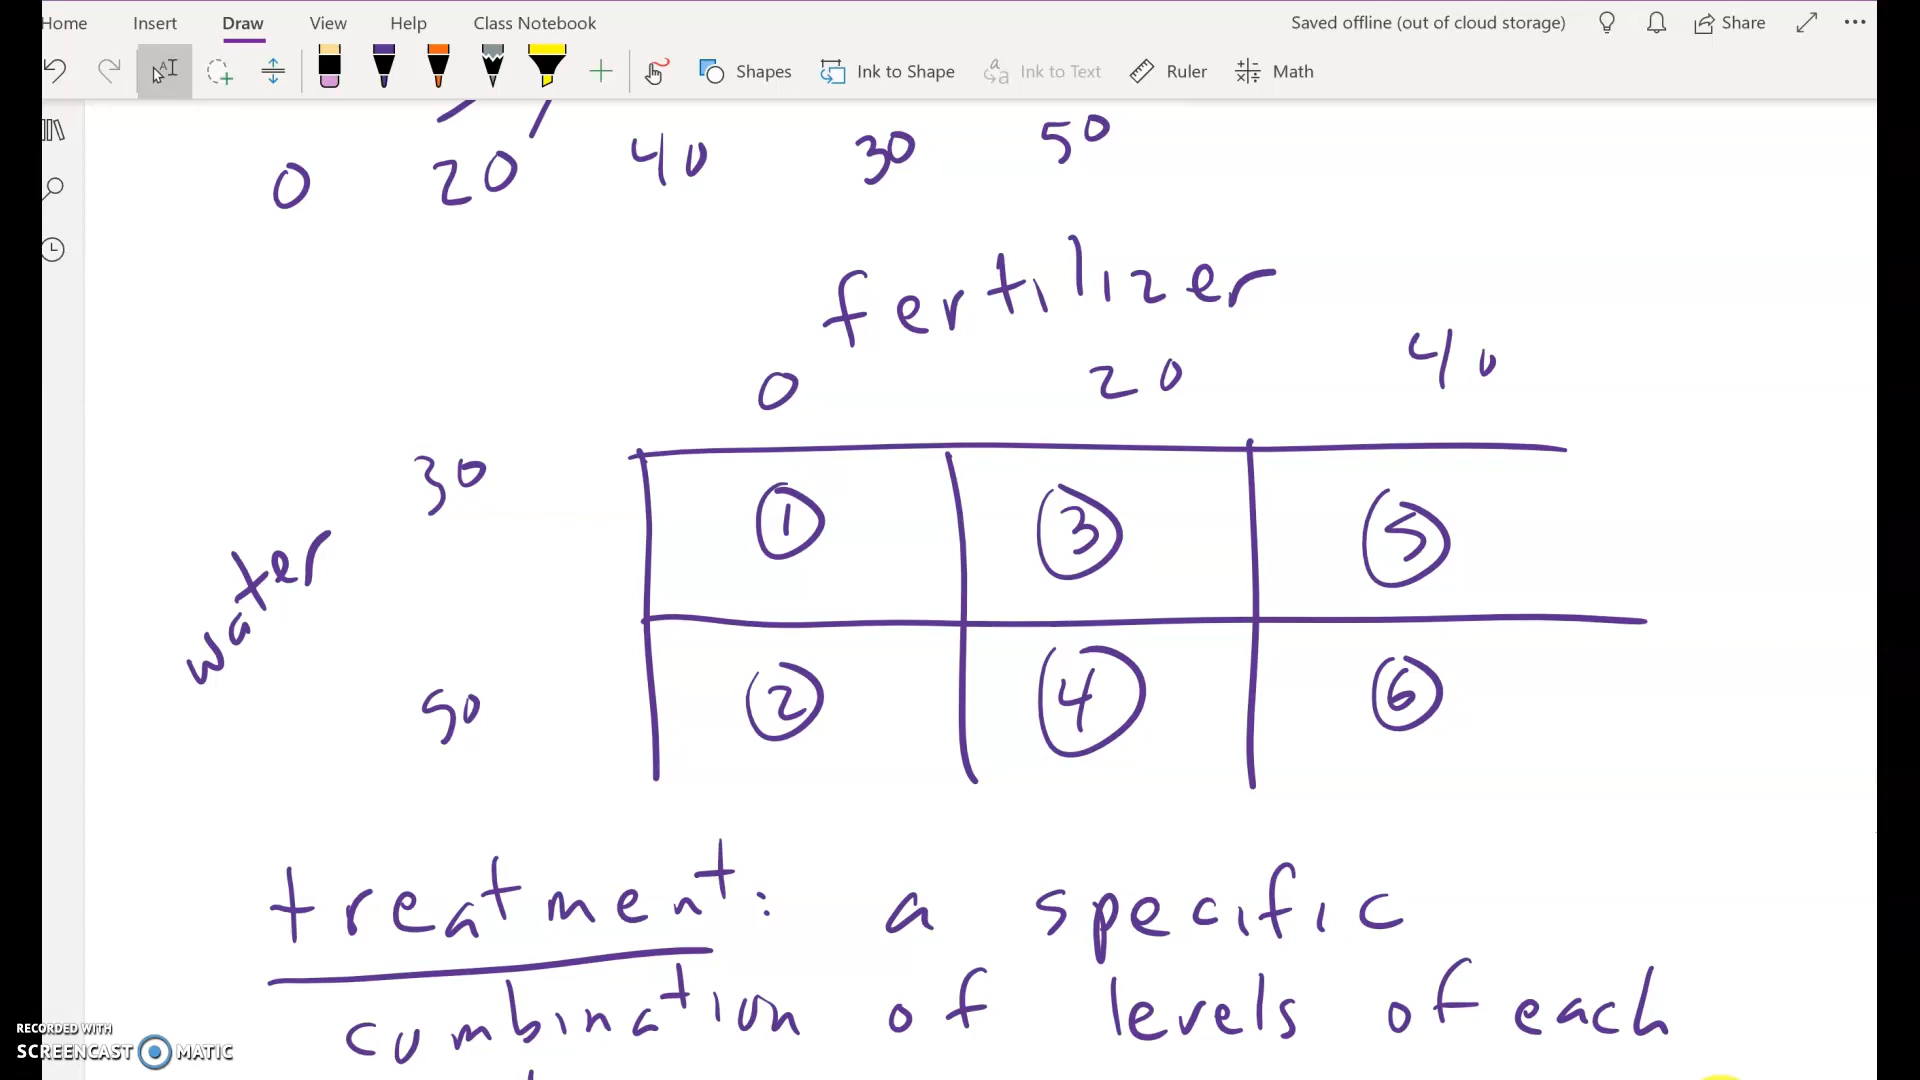 Home Insert Draw View Help Class Notebook Saved offline (out of cloud storage) Share
Shapes Ink to Shape Ink to Text Ruler Math
0 20 40 30 50
fertilizer
0 20 40
30 1 3 5
water
50 2 4 6
treatment: a specific
combination of levels of each
RECORDED WITH
SCREENCAST MATIC